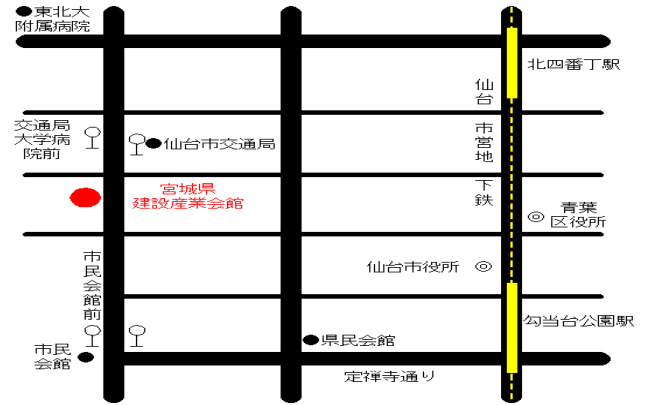 ●東北大
附属病院
北四番丁駅
仙台市営地下鉄
交通局
大学病
院前
●仙台市交通局
宮城県
建設産業会館
青葉
区役所
仙台市役所
市民会館前
勾当台公園駅
●県民会館
市民
会館
定禅寺通り